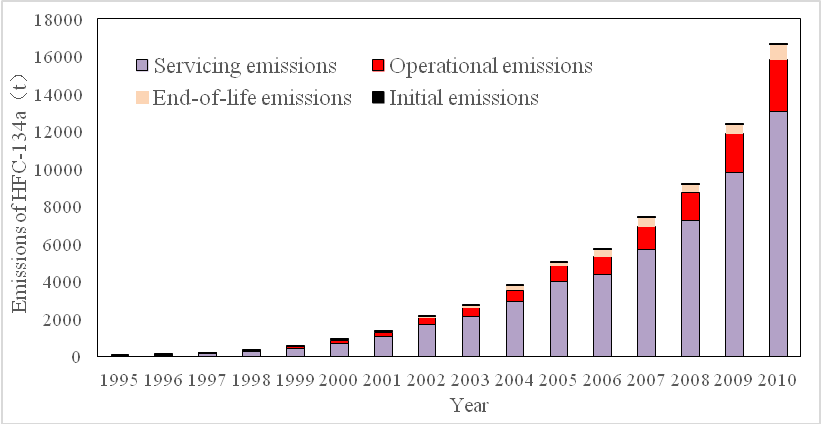 18000
16000
14000
12000
10000
8000
6000
4000
2000
0
Emissions of HFC-134a（t）
Servicing emissions
Operational emissions
End-of-life emissions
Initial emissions
1995 1996 1997 1998 1999 2000 2001 2002 2003 2004 2005 2006 2007 2008 2009 2010
Year